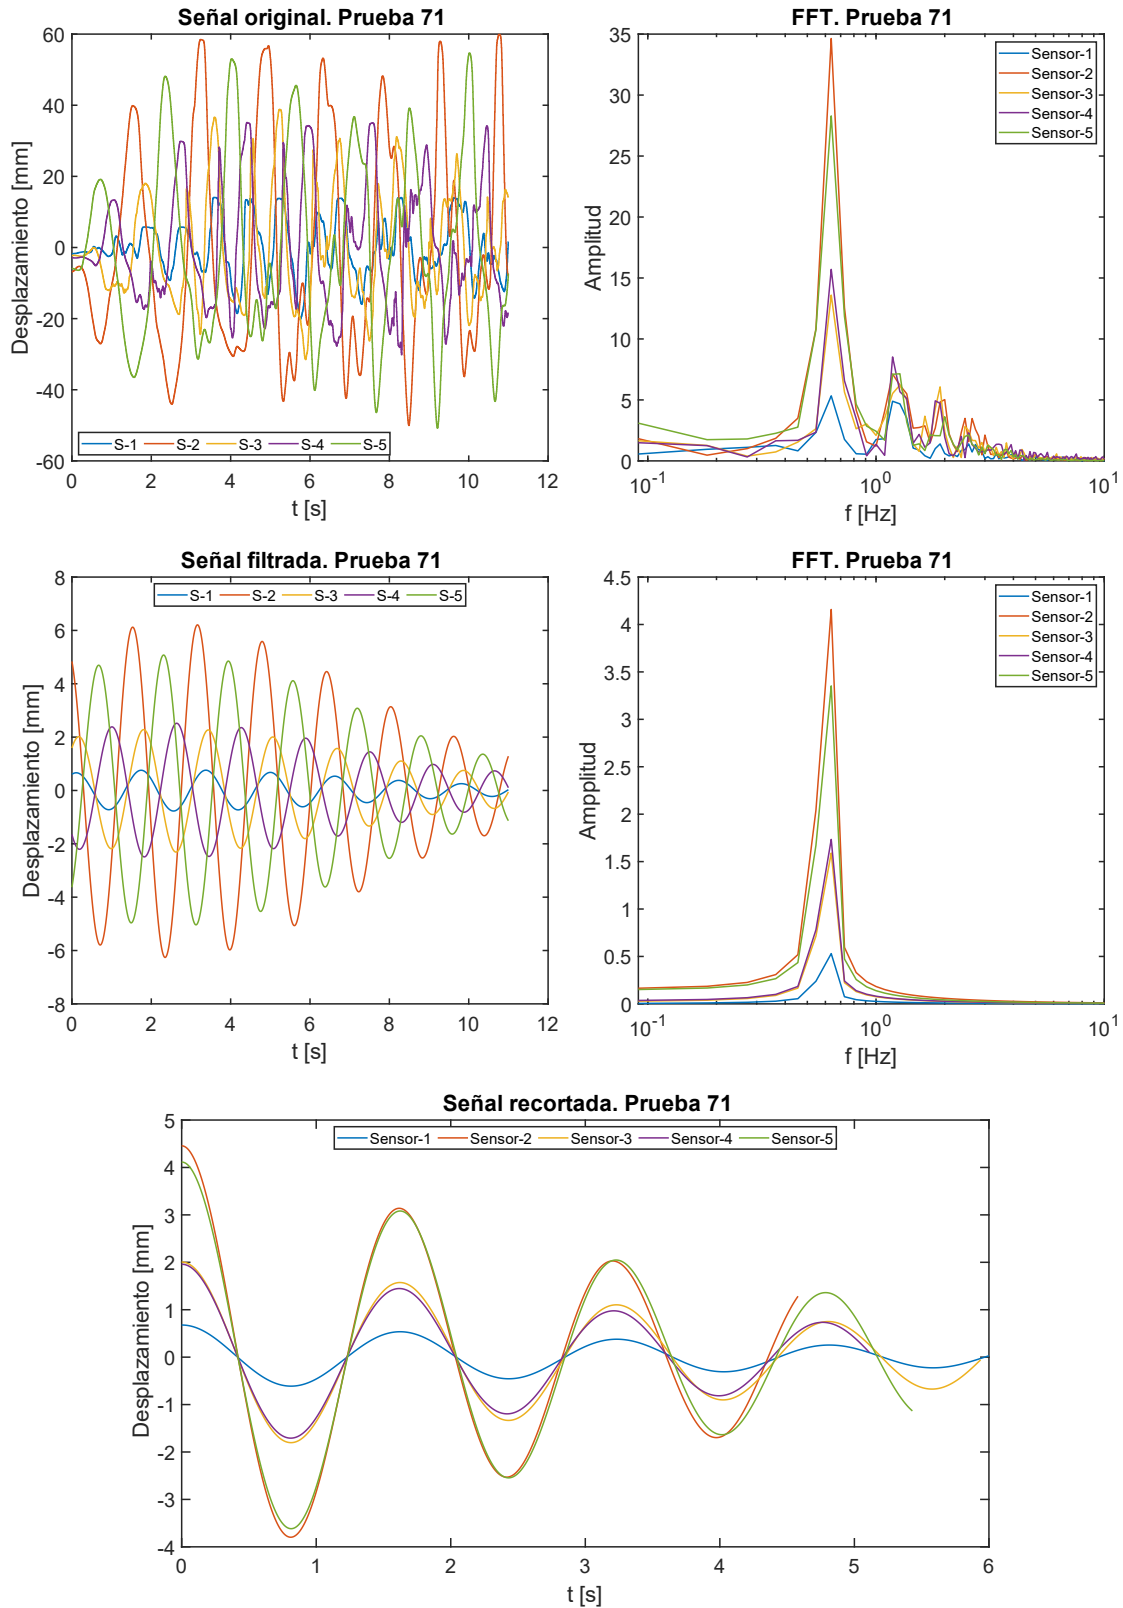 Señal original. Prueba 71
60
40
20
0
-20
-40
-60
Desplazamiento [mm]
S-1 S-2 S-3 S-4 S-5
0 2 4 6 8 10 12
t [s]
FFT. Prueba 71
35
30
25
20
15
10
5
0
Amplitud
Sensor-1
Sensor-2
Sensor-3
Sensor-4
Sensor-5
10⁻¹ 10⁰ 10¹
f [Hz]
Señal filtrada. Prueba 71
8
6
4
2
0
-2
-4
-6
-8
Desplazamiento [mm]
S-1 S-2 S-3 S-4 S-5
0 2 4 6 8 10 12
t [s]
FFT. Prueba 71
4.5
4
3.5
3
2.5
2
1.5
1
0.5
0
Ampplitud
Sensor-1
Sensor-2
Sensor-3
Sensor-4
Sensor-5
10⁻¹ 10⁰ 10¹
f [Hz]
Señal recortada. Prueba 71
5
4
3
2
1
0
-1
-2
-3
-4
Desplazamiento [mm]
Sensor-1 Sensor-2 Sensor-3 Sensor-4 Sensor-5
0 1 2 3 4 5 6
t [s]